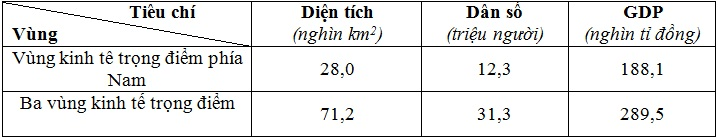 Tiêu chí
Vùng
Diện tích
(nghìn km²)
Dân số
(triệu người)
GDP
(nghìn tỉ đồng)
Vùng kinh tê trọng điểm phía
Nam
28,0
12,3
188,1
Ba vùng kinh tế trọng điểm
71,2
31,3
289,5